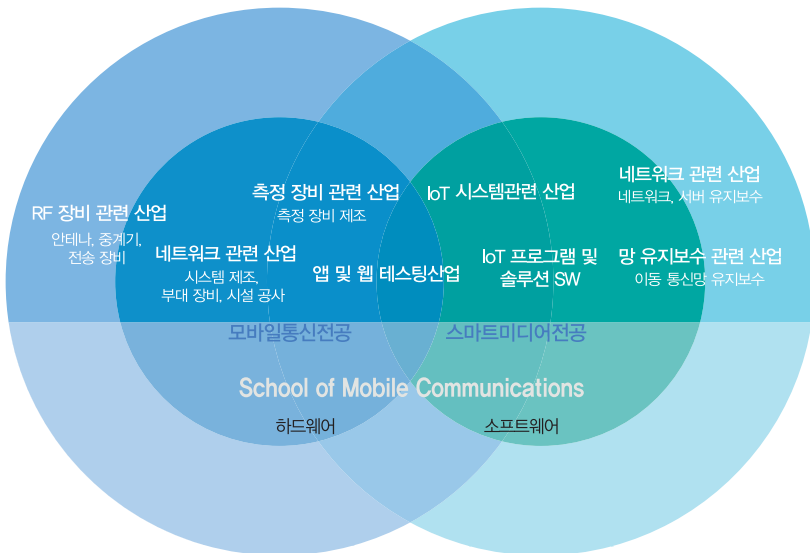 RF 장비 관련 산업
안테나, 중계기,
전송 장비
측정 장비 관련 산업
측정 장비 제조
네트워크 관련 산업
시스템 제조,
부대 장비, 시설 공사
앱 및 웹 테스팅산업
IoT 시스템관련 산업
IoT 프로그램 및
솔루션 SW
네트워크 관련 산업
네트워크, 서버 유지보수
망 유지보수 관련 산업
이동 통신망 유지보수
모바일통신전공
스마트미디어전공
School of Mobile Communications
하드웨어
소프트웨어